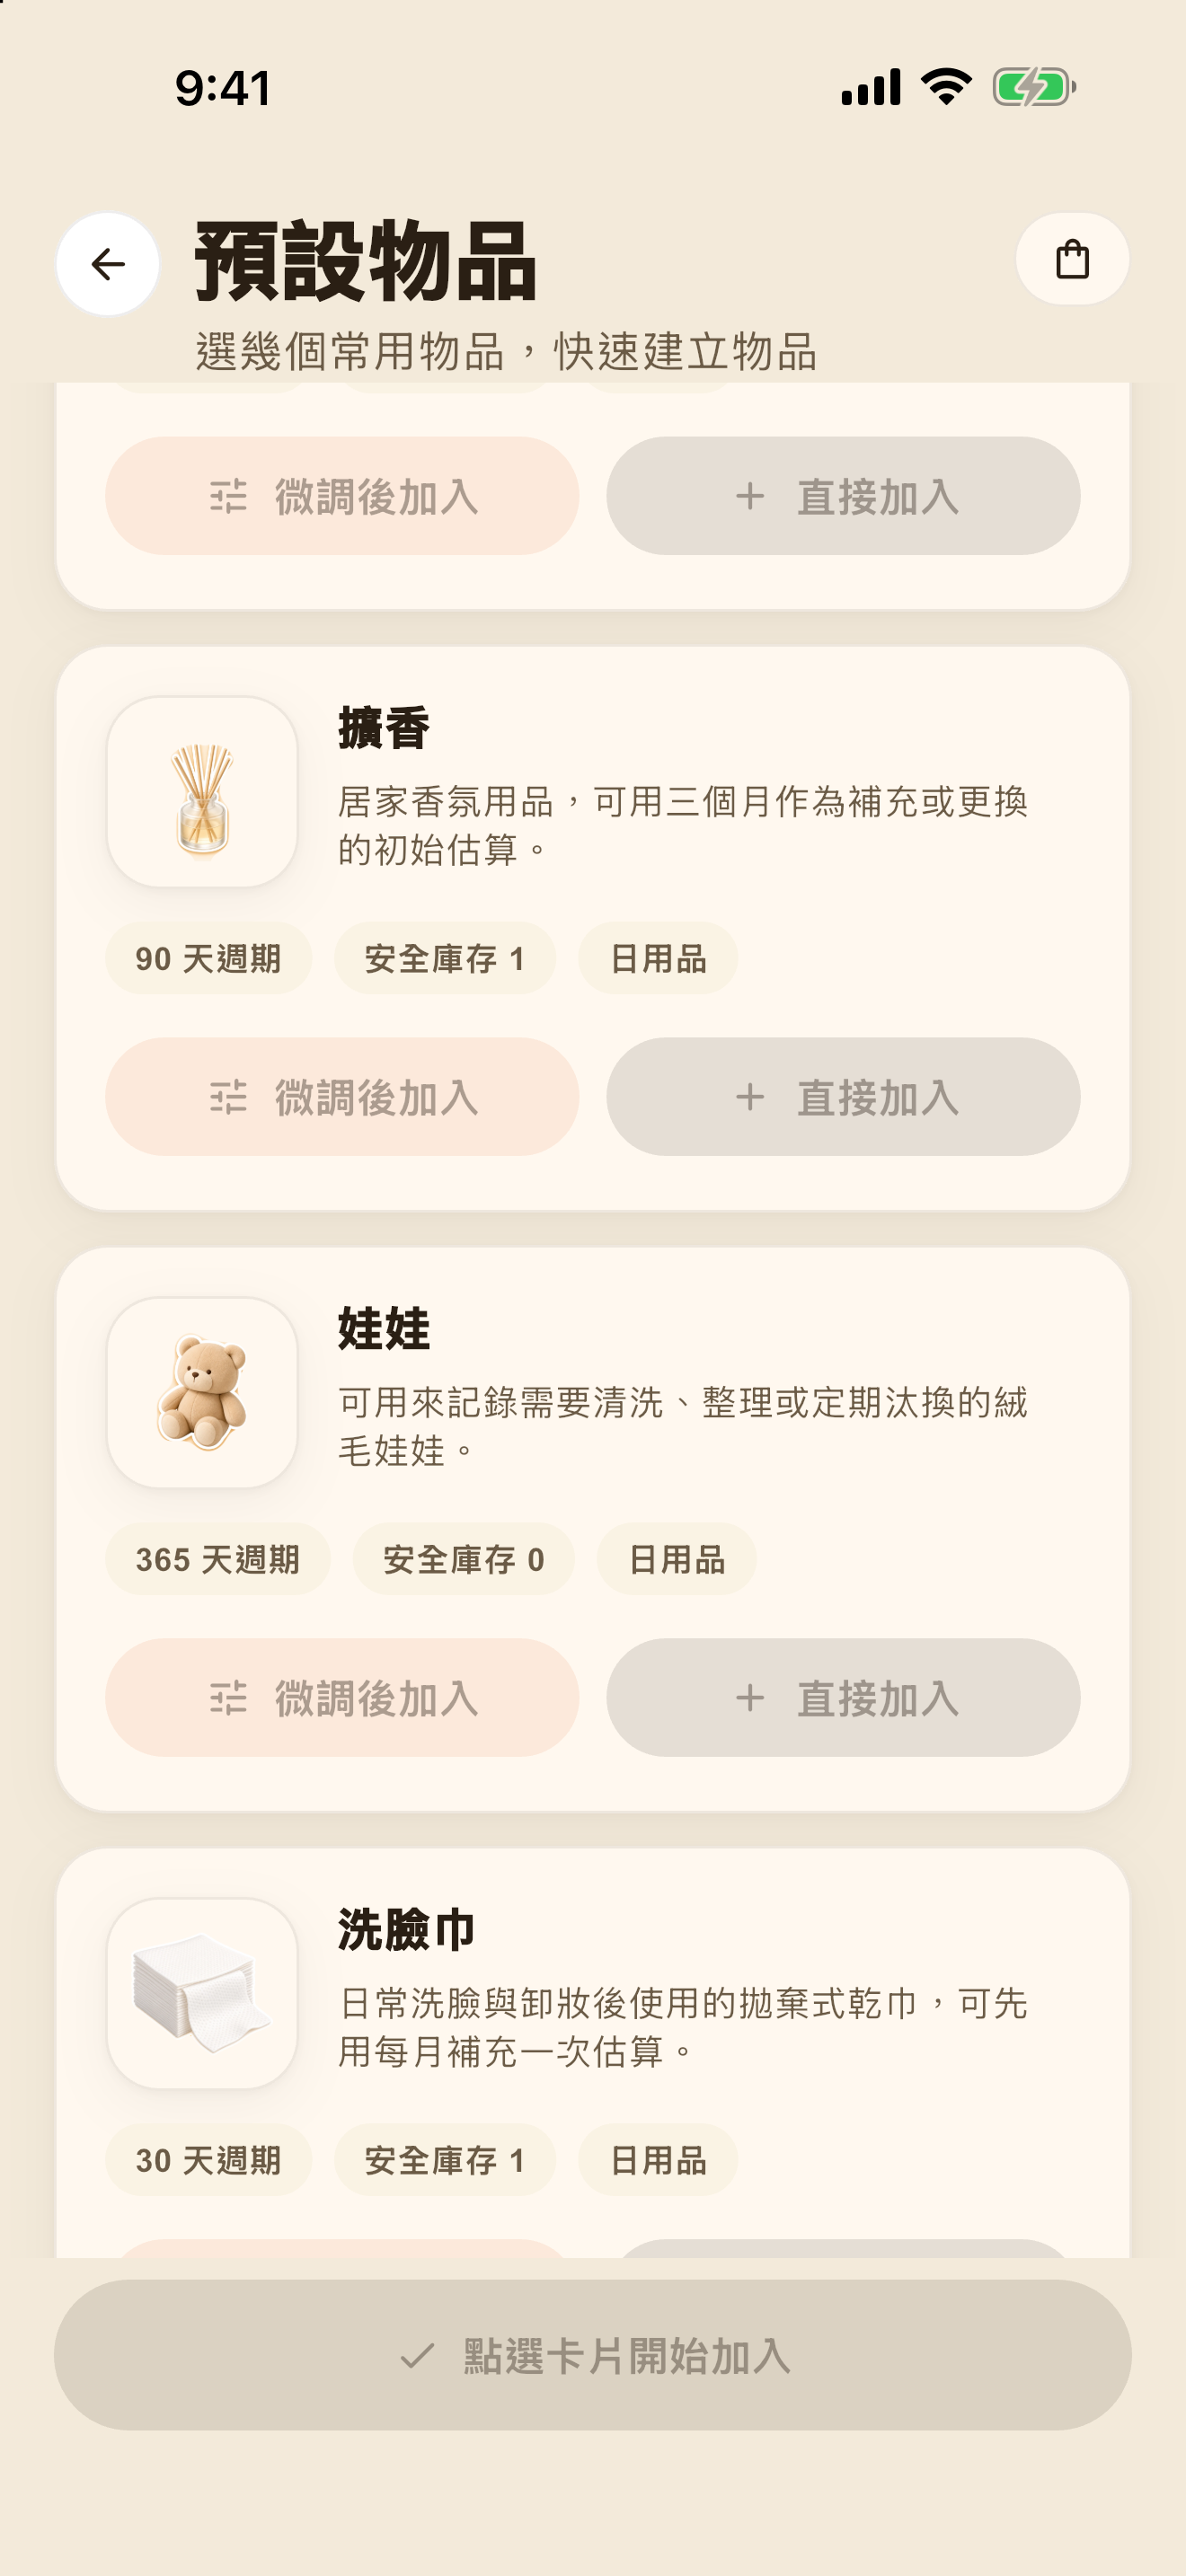 9:41
預設物品
選幾個常用物品，快速建立物品
微調後加入
直接加入
擴香
居家香氛用品，可用三個月作為補充或更換
的初始估算。
90 天週期
安全庫存 1
日用品
微調後加入
直接加入
娃娃
可用來記錄需要清洗、整理或定期汰換的絨
毛娃娃。
365 天週期
安全庫存 0
日用品
微調後加入
直接加入
洗臉巾
日常洗臉與卸妝後使用的拋棄式乾巾，可先
用每月補充一次估算。
30 天週期
安全庫存 1
日用品
點選卡片開始加入